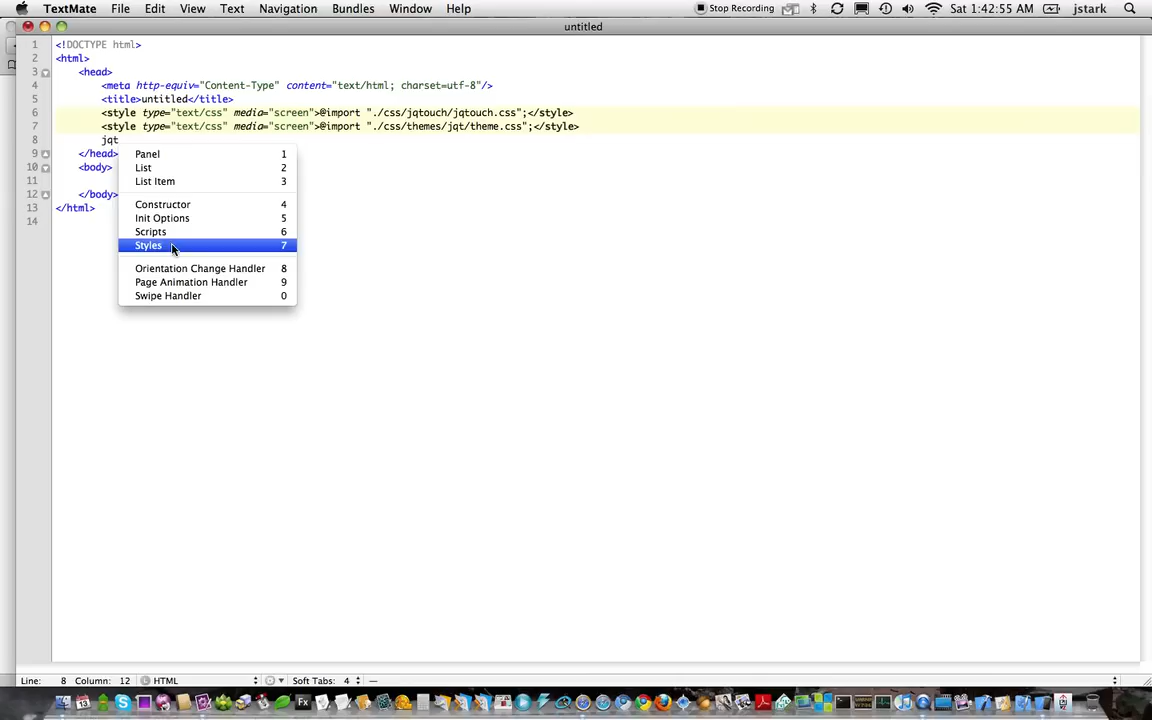 TextMate File Edit View Text Navigation Bundles Window Help Stop Recording Sat 1:42:55 AM jstark
untitled
1 <!DOCTYPE html>
2 <html>
3 <head>
4 <meta http-equiv="Content-Type" content="text/html; charset=utf-8"/>
5 <title>untitled</title>
6 <style type="text/css" media="screen">@import "./css/jqtouch/jqtouch.css";</style>
7 <style type="text/css" media="screen">@import "./css/themes/jqt/theme.css";</style>
8 jqt
9 </head>
10 <body>
11
12 </body>
13 </html>
14
Panel 1
List 2
List Item 3
Constructor 4
Init Options 5
Scripts 6
Styles 7
Orientation Change Handler 8
Page Animation Handler 9
Swipe Handler 0
Line: 8 Column: 12 L HTML Soft Tabs: 4 —
Fx